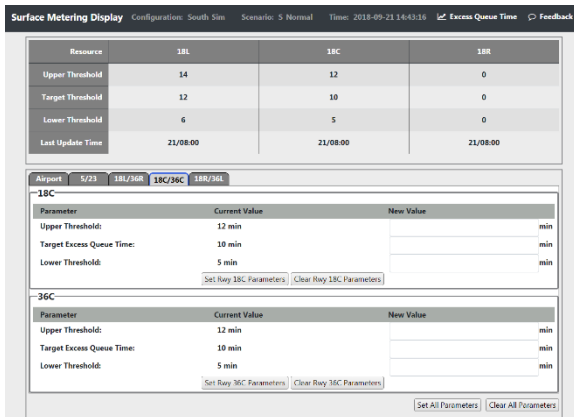 Surface Metering Display Configuration: South Sim Scenario: S Normal Time: 2018-09-21 14:43:16 Excess Queue Time Feedback
Resource 18L 18C 18R
Upper Threshold 14 12 0
Target Threshold 12 10 0
Lower Threshold 6 5 0
Last Update Time 21/08:00 21/08:00 21/08:00
Airport 5/23 18L/36R 18C/36C 18R/36L
18C
Parameter Current Value New Value
Upper Threshold: 12 min min
Target Excess Queue Time: 10 min min
Lower Threshold: 5 min min
Set Rwy 18C Parameters Clear Rwy 18C Parameters
36C
Parameter Current Value New Value
Upper Threshold: 12 min min
Target Excess Queue Time: 10 min min
Lower Threshold: 5 min min
Set Rwy 36C Parameters Clear Rwy 36C Parameters
Set All Parameters Clear All Parameters